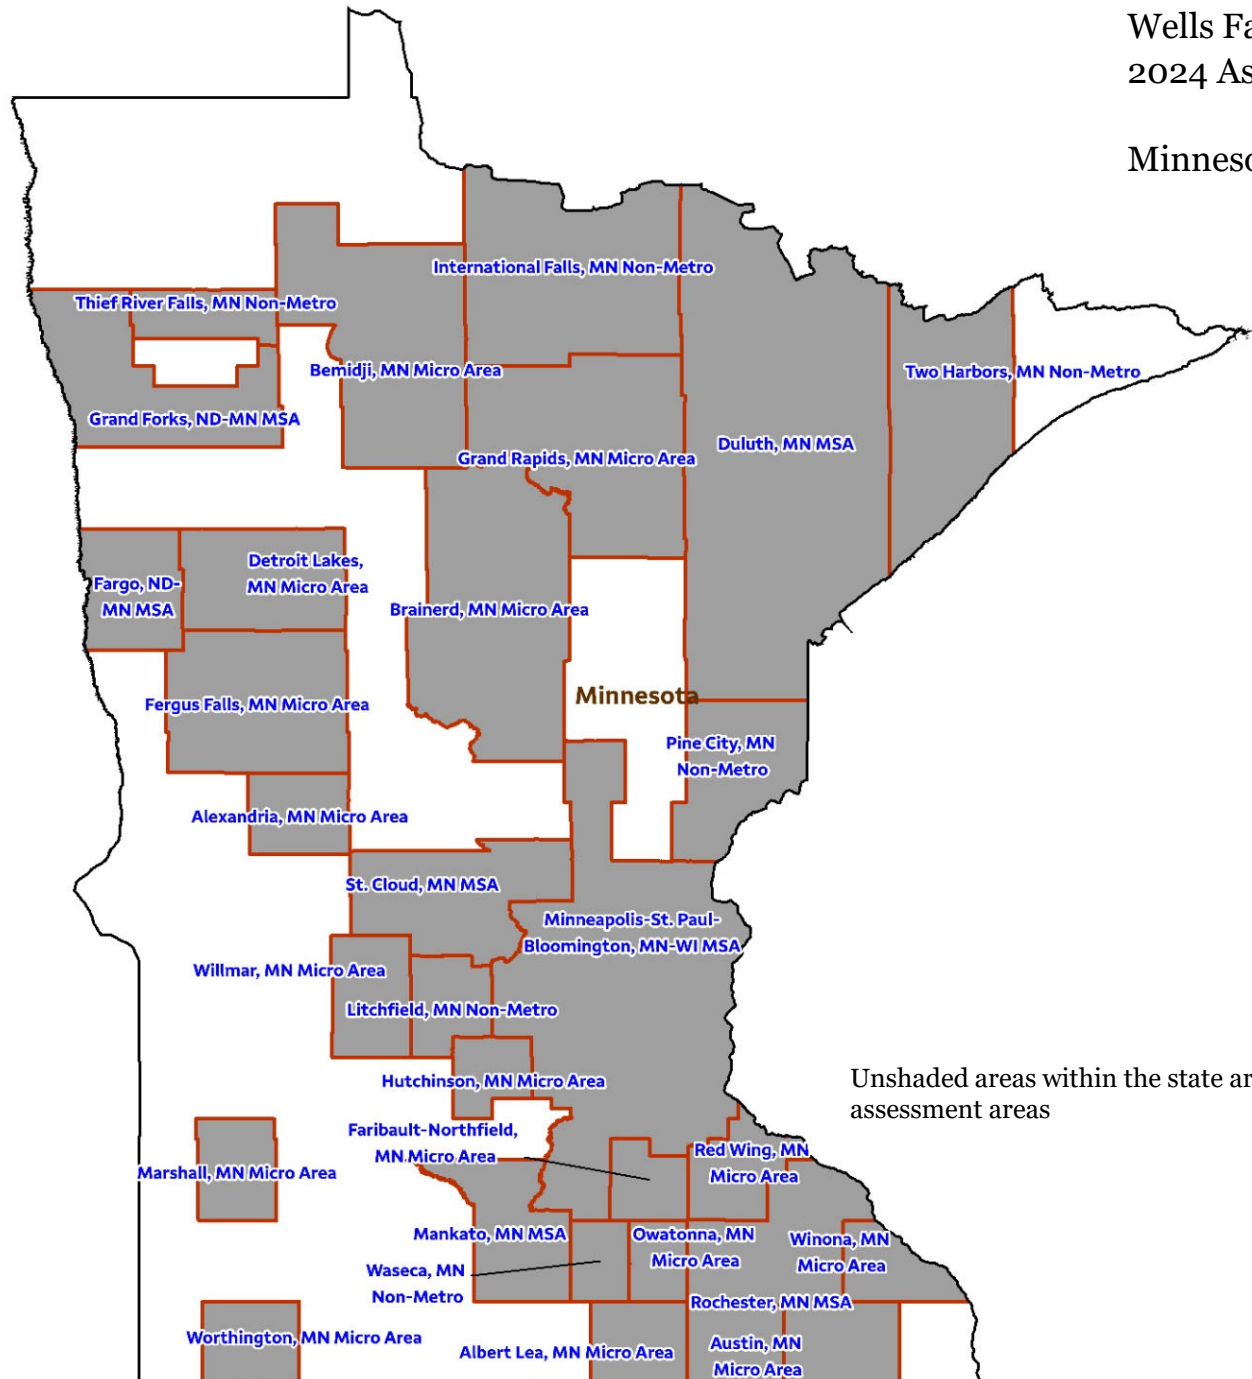 Wells Fa
2024 As
Minneso
International Falls, MN Non-Metro
Thief River Falls, MN Non-Metro
Bemidji, MN Micro Area
Two Harbors, MN Non-Metro
Grand Forks, ND-MN MSA
Duluth, MN MSA
Grand Rapids, MN Micro Area
Detroit Lakes,
MN Micro Area
Fargo, ND-
MN MSA
Brainerd, MN Micro Area
Minnesota
Fergus Falls, MN Micro Area
Pine City, MN
Non-Metro
Alexandria, MN Micro Area
St. Cloud, MN MSA
Minneapolis-St. Paul-
Bloomington, MN-WI MSA
Willmar, MN Micro Area
Litchfield, MN Non-Metro
Hutchinson, MN Micro Area
Unshaded areas within the state ar
assessment areas
Faribault-Northfield,
MN Micro Area
Red Wing, MN
Micro Area
Marshall, MN Micro Area
Mankato, MN MSA
Owatonna, MN
Micro Area
Winona, MN
Micro Area
Waseca, MN
Non-Metro
Rochester, MN MSA
Worthington, MN Micro Area
Albert Lea, MN Micro Area
Austin, MN
Micro Area